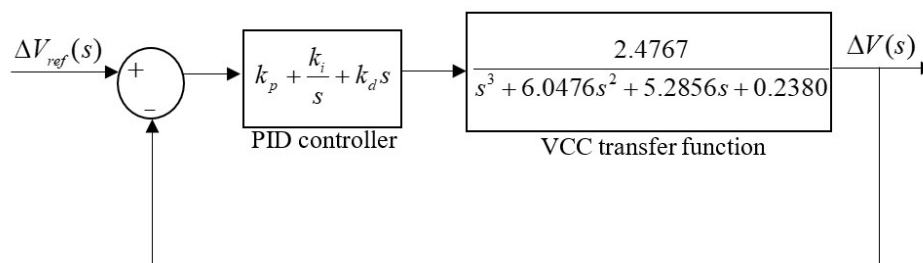 ΔV_ref(s)
+
−
k_p + k_i/s + k_d s
PID controller
2.4767
s^3 + 6.0476s^2 + 5.2856s + 0.2380
VCC transfer function
ΔV(s)